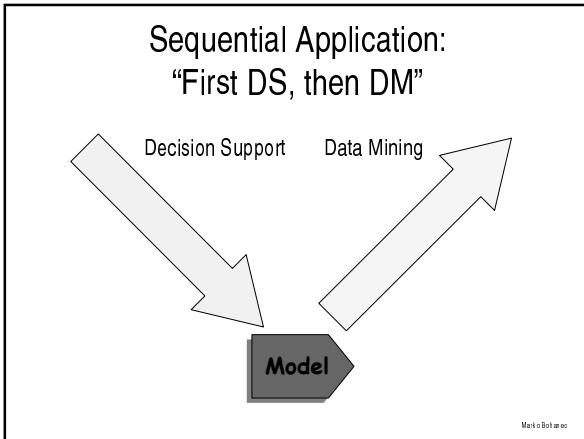 Sequential Application:
“First DS, then DM”
Decision Support Data Mining
Model
Marko Bohanec